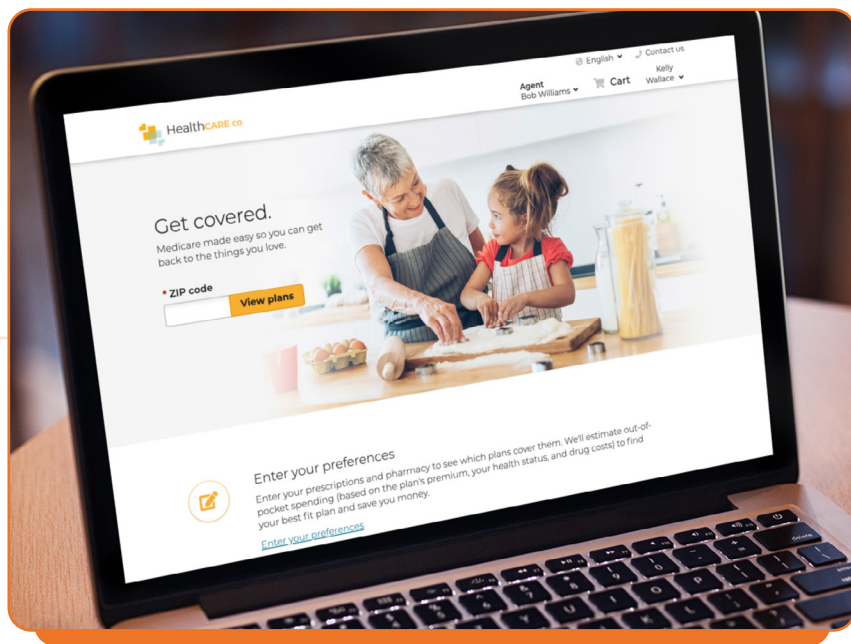 English
Contact us
HealthCARE co
Agent
Bob Williams
Cart
Kelly
Wallace
Get covered.
Medicare made easy so you can get
back to the things you love.
* ZIP code
View plans
Enter your preferences
Enter your prescriptions and pharmacy to see which plans cover them. We'll estimate out-of-
pocket spending (based on the plan's premium, your health status, and drug costs) to find
your best fit plan and save you money.
Enter your preferences
delete